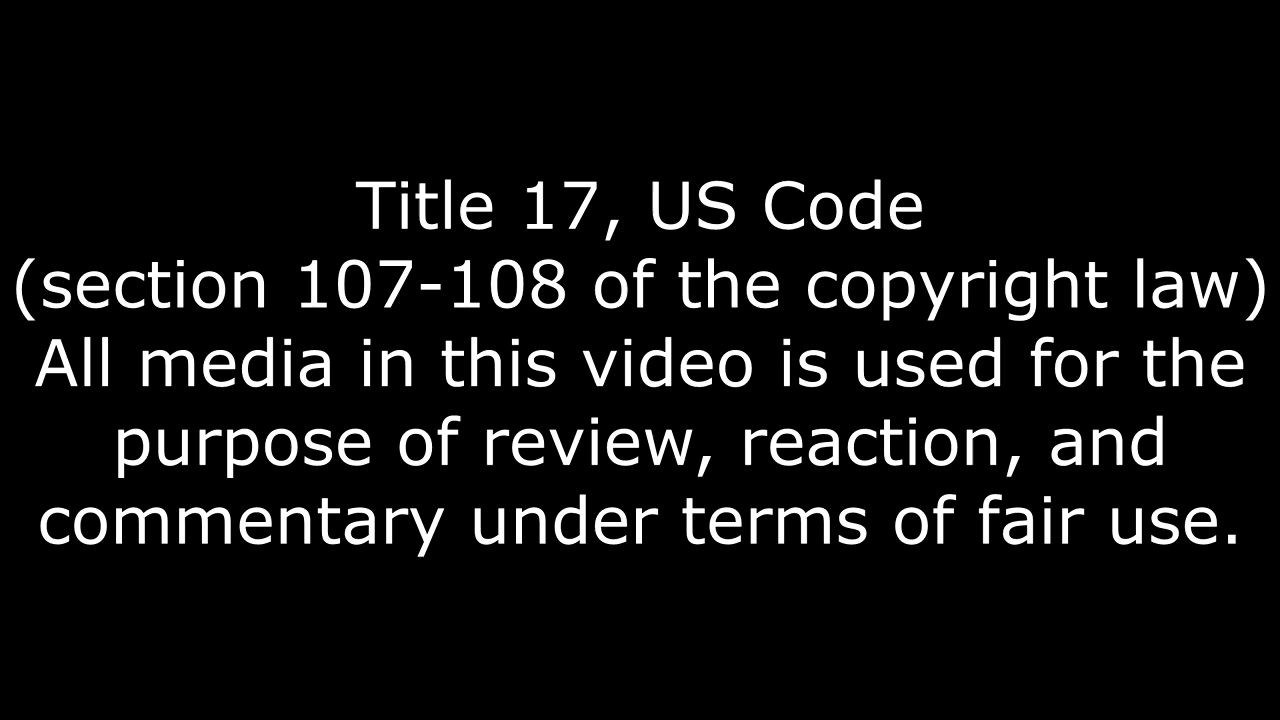 Title 17, US Code
(section 107-108 of the copyright law)
All media in this video is used for the
purpose of review, reaction, and
commentary under terms of fair use.